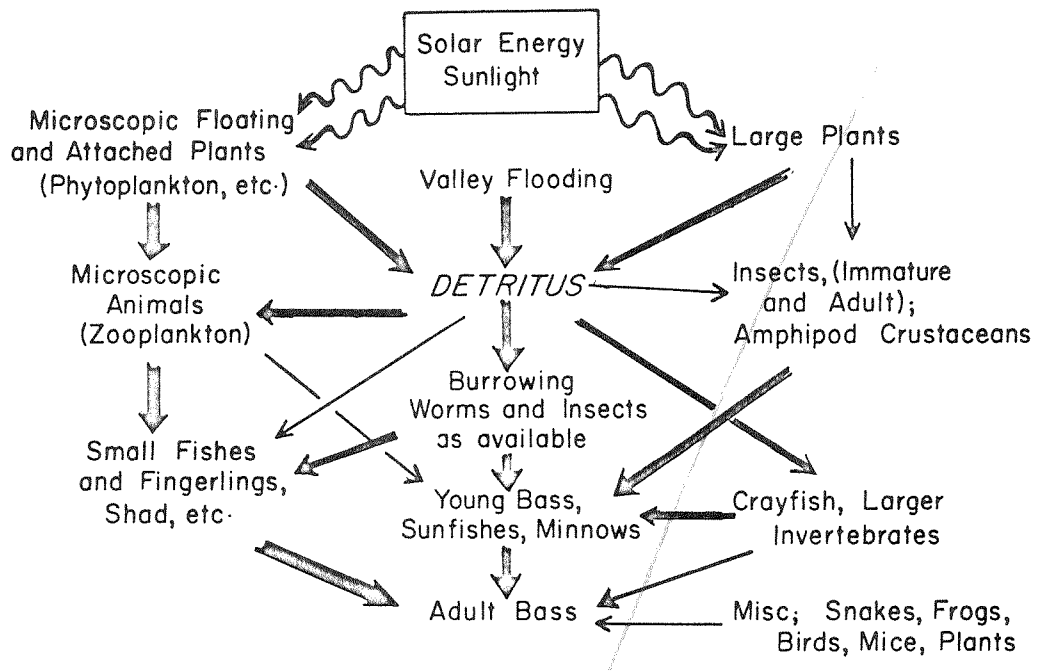 Solar Energy
Sunlight
Microscopic Floating
and Attached Plants
(Phytoplankton, etc.)
Large Plants
Valley Flooding
Microscopic
Animals
(Zooplankton)
DETRITUS
Insects, (Immature
and Adult);
Amphipod Crustaceans
Burrowing
Worms and Insects
as available
Small Fishes
and Fingerlings,
Shad, etc.
Young Bass,
Sunfishes, Minnows
Crayfish, Larger
Invertebrates
Adult Bass
Misc; Snakes, Frogs,
Birds, Mice, Plants